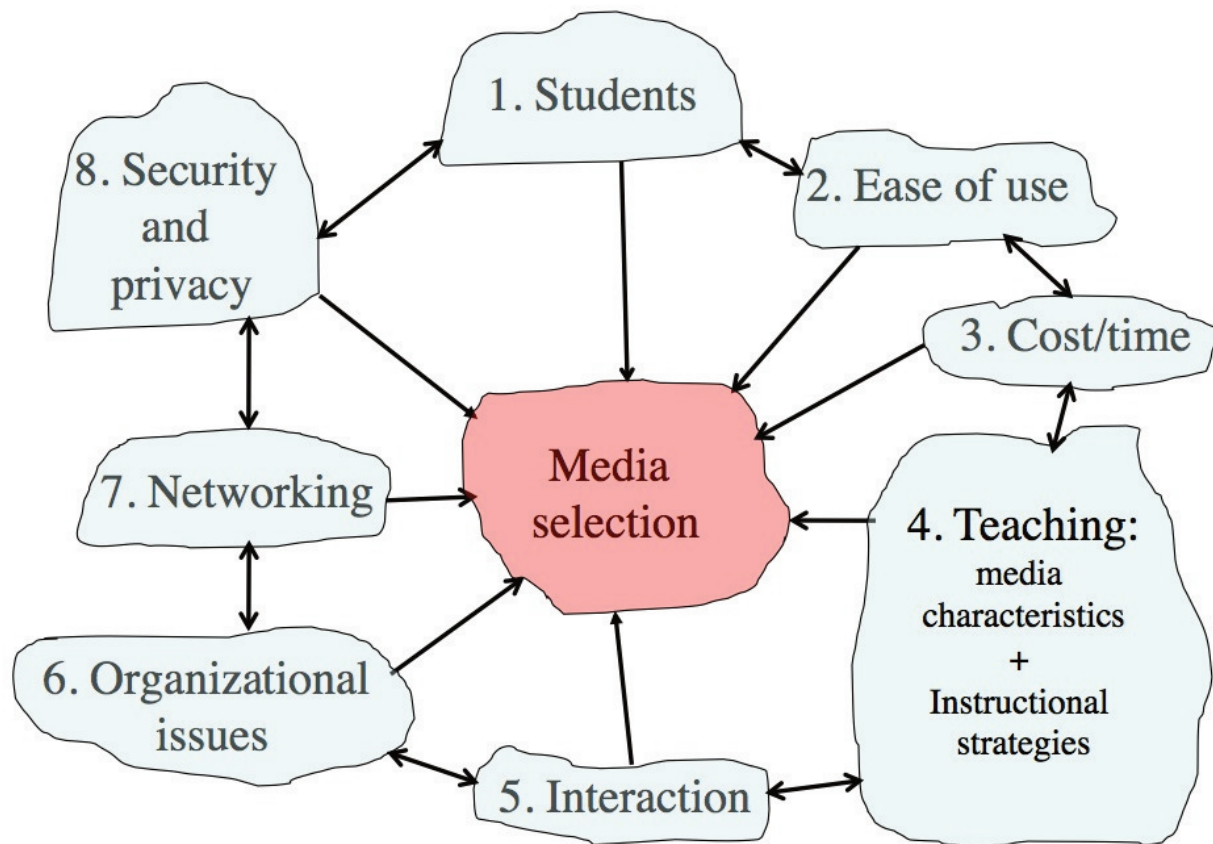 1. Students
2. Ease of use
3. Cost/time
4. Teaching:
media
characteristics
+
Instructional
strategies
5. Interaction
6. Organizational
issues
7. Networking
8. Security
and
privacy
Media
selection